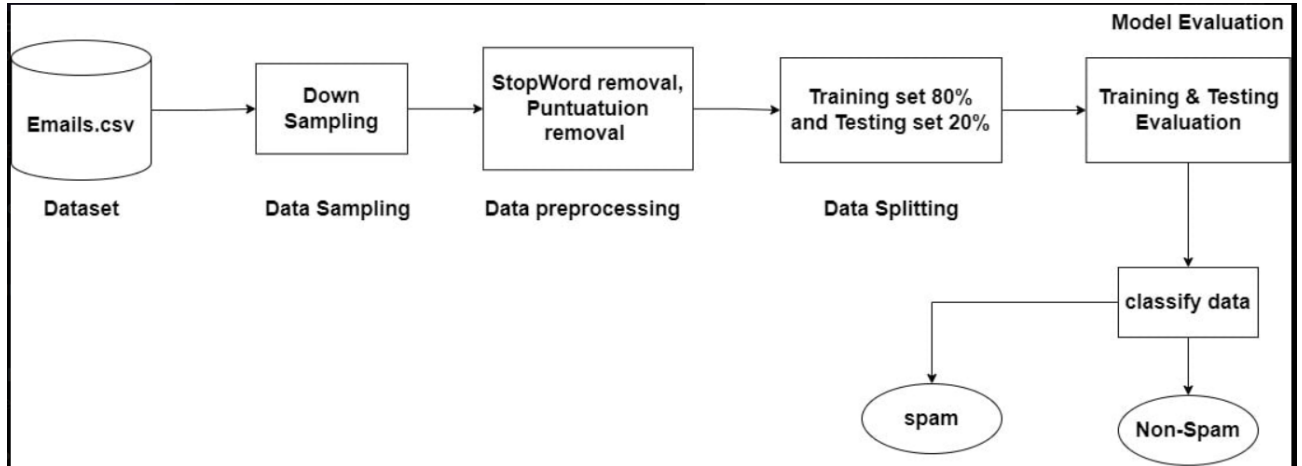 Model Evaluation
Emails.csv
Down
Sampling
StopWord removal,
Puntuatuion
removal
Training set 80%
and Testing set 20%
Training & Testing
Evaluation
Dataset
Data Sampling
Data preprocessing
Data Splitting
classify data
spam
Non-Spam